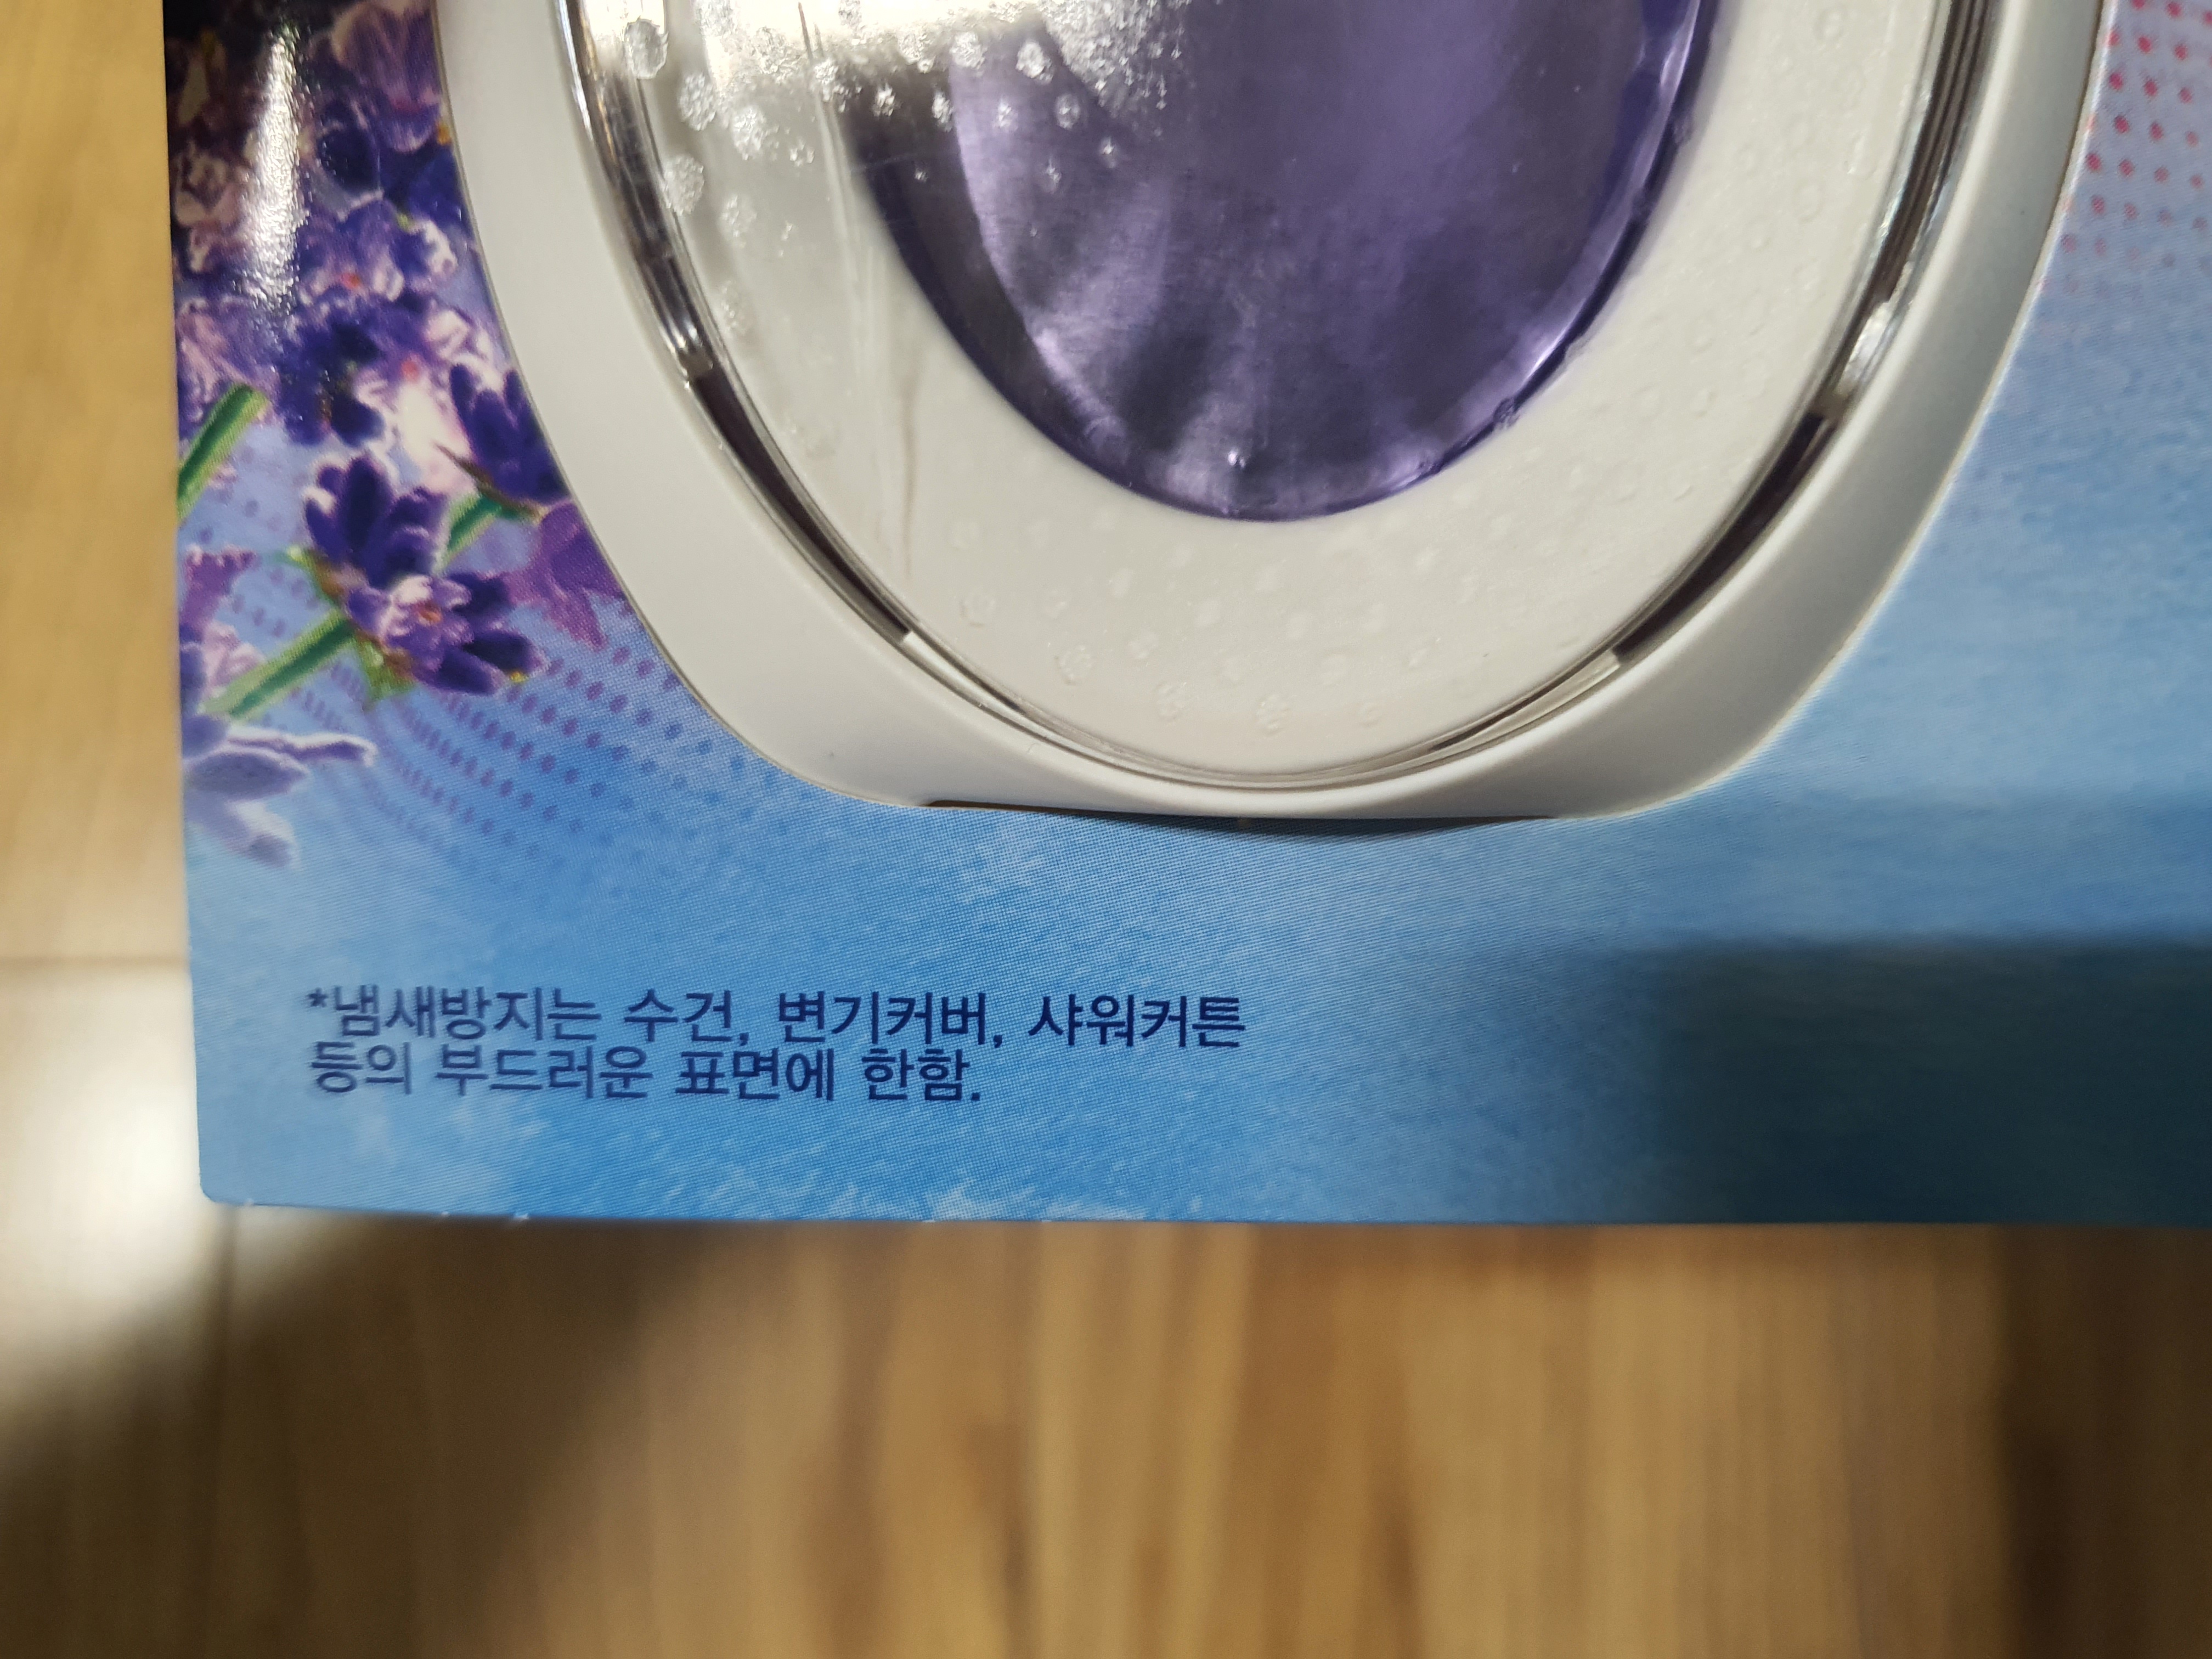 *냄새방지는 수건, 변기커버, 샤워커튼
등의 부드러운 표면에 한함.